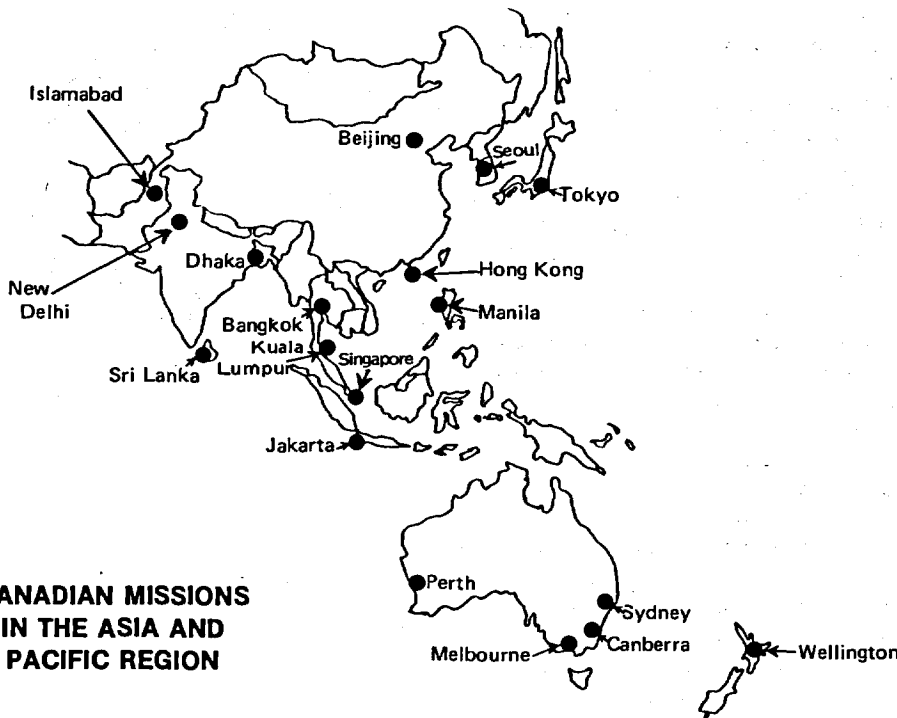 Islamabad
Beijing
Seoul
Tokyo
Dhaka
Hong Kong
New
Delhi
Manila
Bangkok
Kuala
Lumpur
Singapore
Sri Lanka
Jakarta
Perth
Sydney
Canberra
Melbourne
Wellington
ANADIAN MISSIONS
IN THE ASIA AND
PACIFIC REGION